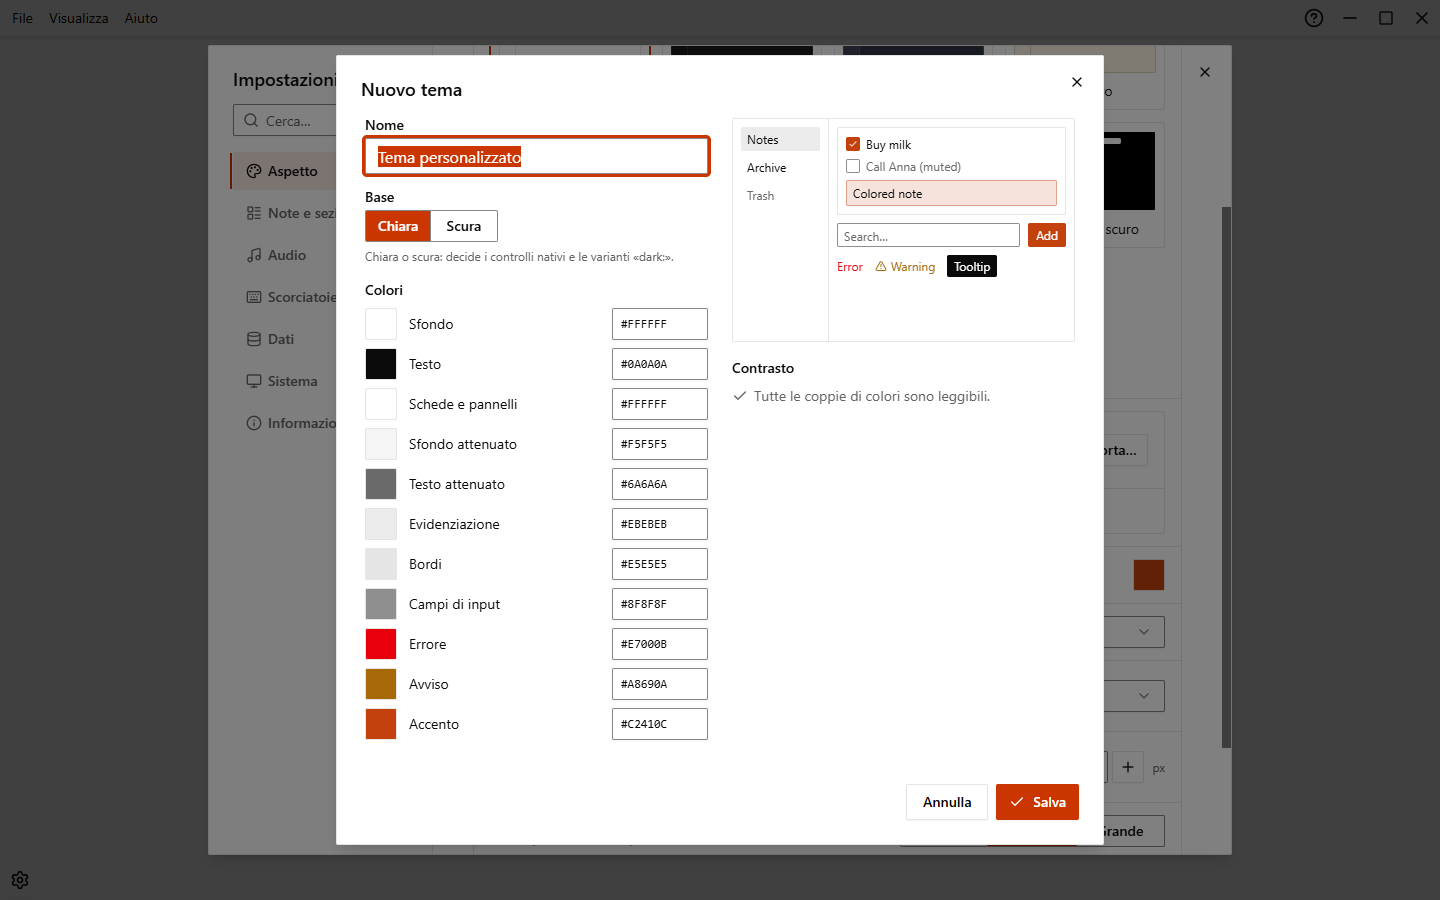 File Visualizza Aiuto
Impostazioni
Cerca...
Aspetto
Note e sezi
Audio
Scorciatoie
Dati
Sistema
Informazio
Nuovo tema
Nome
Tema personalizzato
Base
Chiara Scura
Chiara o scura: decide i controlli nativi e le varianti «dark:».
Colori
Sfondo #FFFFFF
Testo #0A0A0A
Schede e pannelli #FFFFFF
Sfondo attenuato #F5F5F5
Testo attenuato #6A6A6A
Evidenziazione #EBEBEB
Bordi #E5E5E5
Campi di input #8F8F8F
Errore #E7000B
Avviso #A8690A
Accento #C2410C
Notes
Archive
Trash
Buy milk
Call Anna (muted)
Colored note
Search...
Add
Error Warning Tooltip
Contrasto
Tutte le coppie di colori sono leggibili.
Annulla Salva
o
scuro
orta...
px
Grande